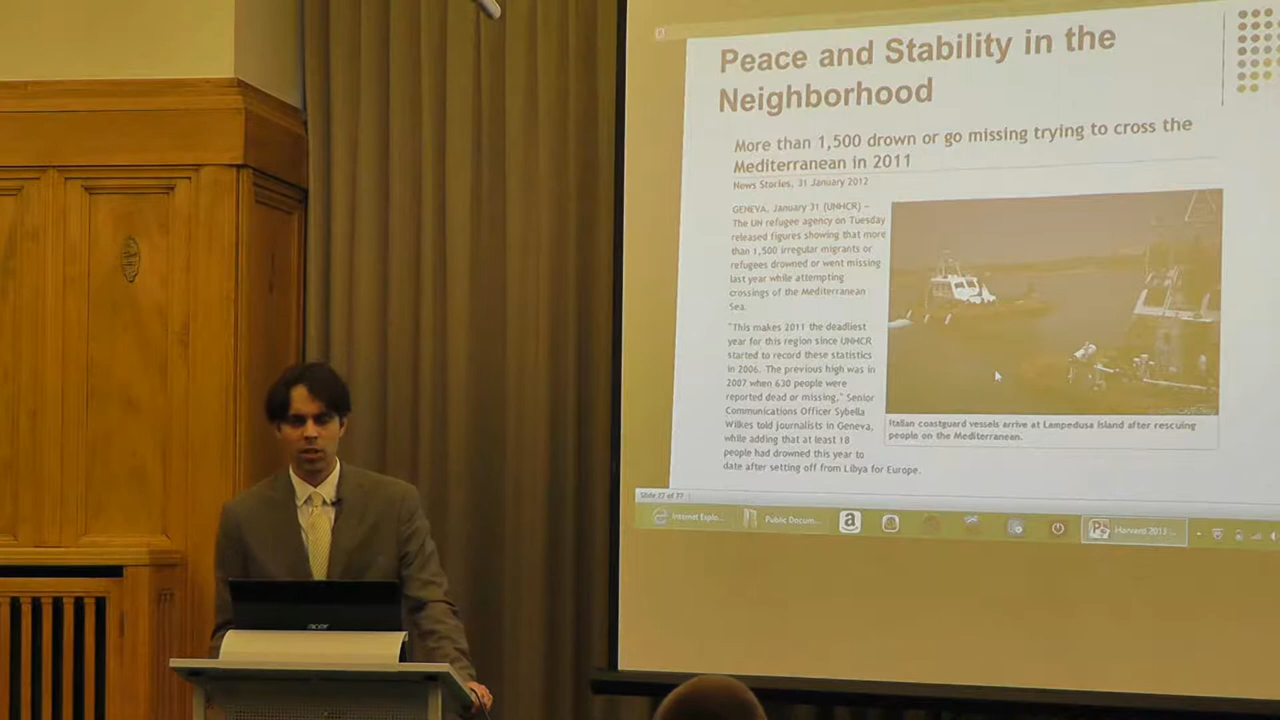 Peace and Stability in the
Neighborhood
More than 1,500 drown or go missing trying to cross the
Mediterranean in 2011
News Stories, 31 January 2012
GENEVA, January 31 (UNHCR) –
The UN refugee agency on Tuesday
released figures showing that more
than 1,500 irregular migrants or
refugees drowned or went missing
last year while attempting
crossings of the Mediterranean
Sea.
"This makes 2011 the deadliest
year for this region since UNHCR
started to record these statistics
in 2006. The previous high was in
2007 when 630 people were
reported dead or missing," Senior
Communications Officer Sybella
Wilkes told journalists in Geneva,
while adding that at least 18
people had drowned this year to
date after setting off from Libya for Europe.
Italian coastguard vessels arrive at Lampedusa Island after rescuing
people on the Mediterranean.
Slide 27 of 77
Internet Explo...
Public Docum...
a
Harvard 2013 ...
acer